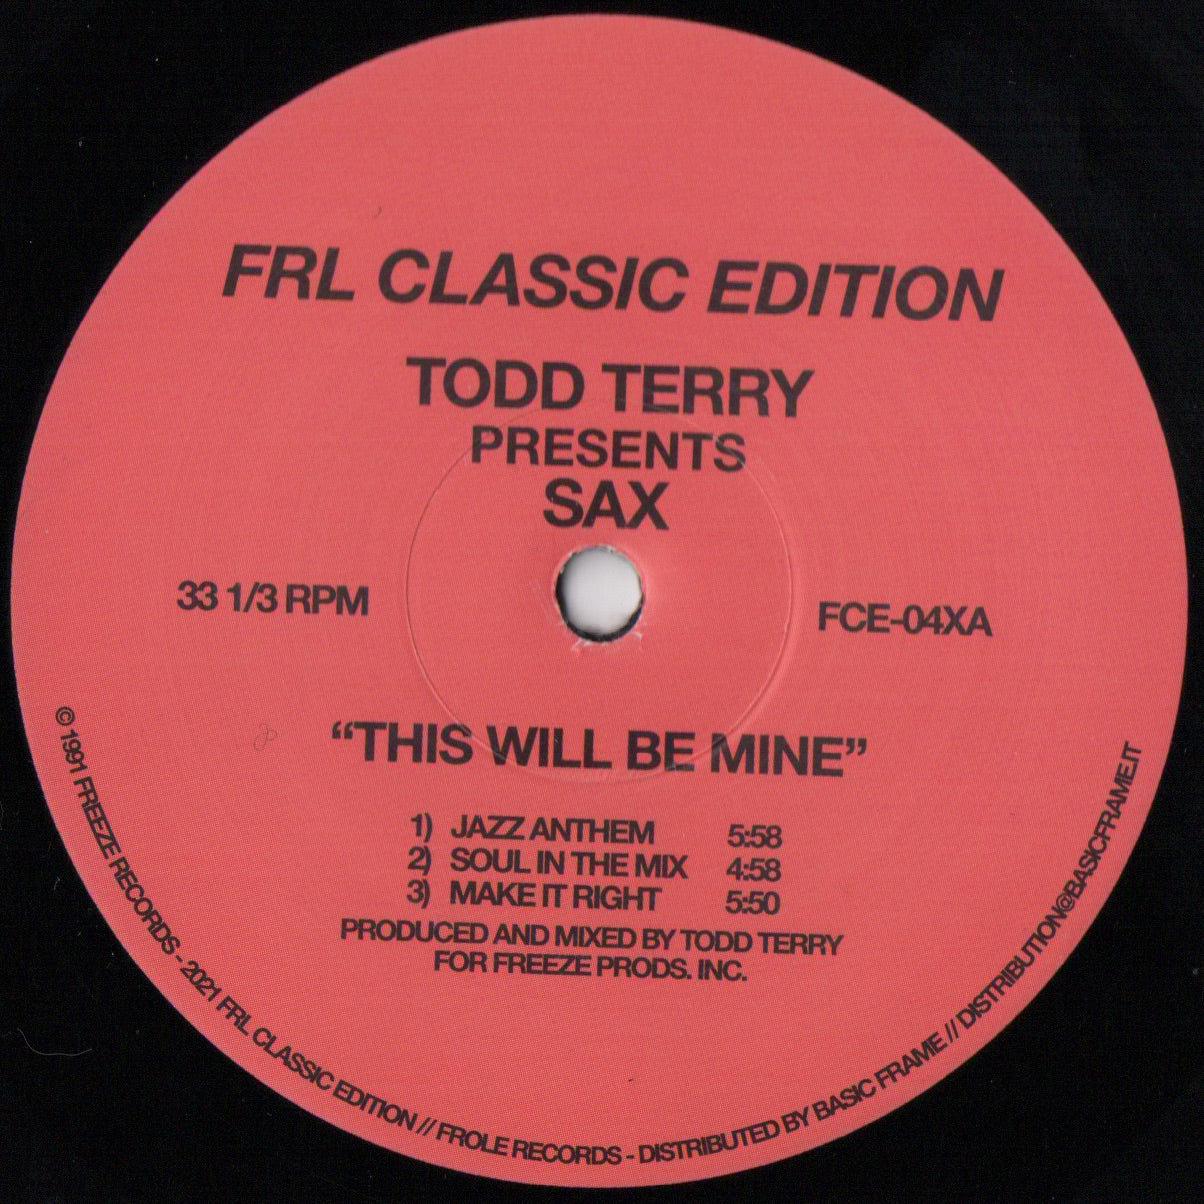 FRL CLASSIC EDITION
TODD TERRY
PRESENTS
SAX
33 1/3 RPM
FCE-04XA
“THIS WILL BE MINE”
1) JAZZ ANTHEM 5:58
2) SOUL IN THE MIX 4:58
3) MAKE IT RIGHT 5:50
PRODUCED AND MIXED BY TODD TERRY
FOR FREEZE PRODS. INC.
© 1991 FREEZE RECORDS - 2021 FRL CLASSIC EDITION // FROLE RECORDS - DISTRIBUTED BY BASIC FRAME // DISTRIBUTION@BASICFRAME.IT